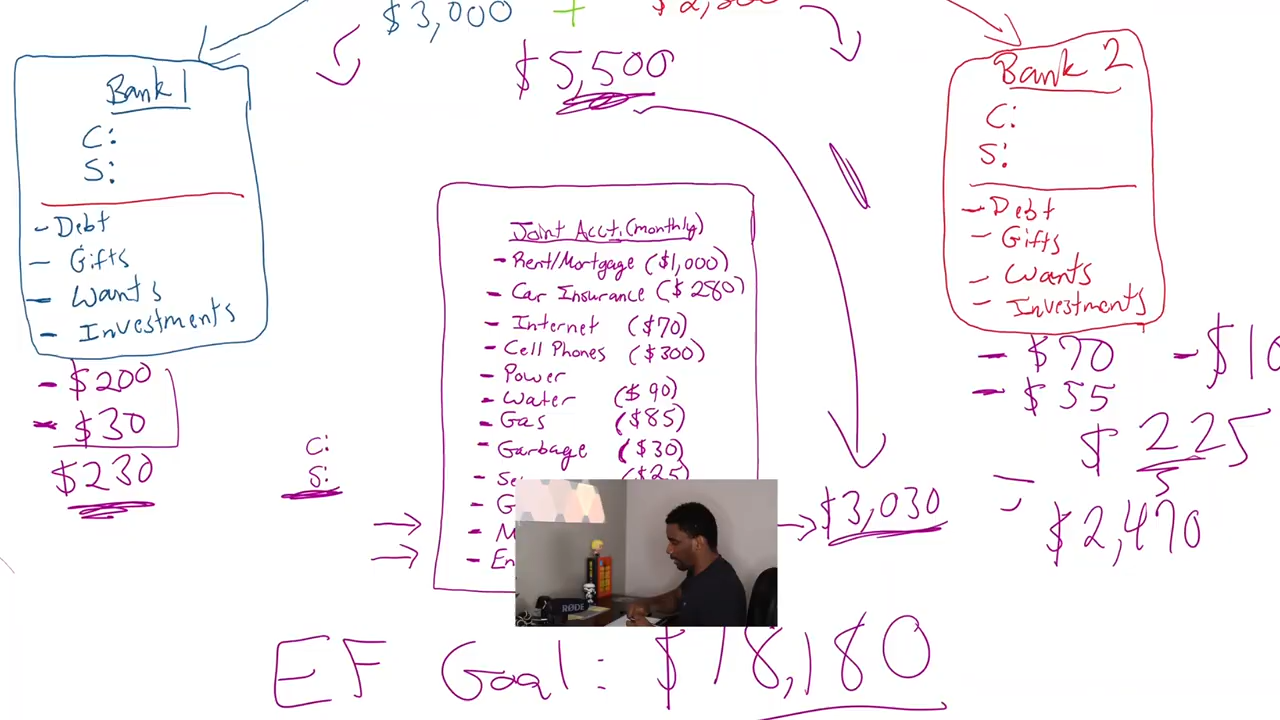 $3,000 +
$5,500
Bank 1
C:
S:
- Debt
- Gifts
- Wants
- Investments
- $200
- $30
$230
C:
S:
Joint Acct. (monthly)
- Rent/Mortgage ($1,000)
- Car Insurance ($280)
- Internet ($70)
- Cell Phones ($300)
- Power
- Water ($90)
- Gas ($85)
- Garbage ($30)
($25)
RØDE
$3,030
Bank 2
C:
S:
- Debt
- Gifts
- Wants
- Investments
- $70
- $55
$225
$2,470
EF Goal: $18,180